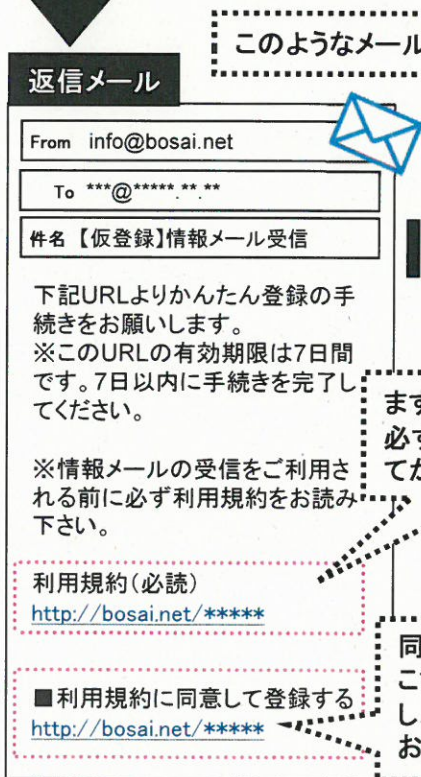 このようなメール
返信メール
From info@bosai.net
To ***@*****.**.**
件名 【仮登録】情報メール受信
下記URLよりかんたん登録の手
続きをお願いします。
※このURLの有効期限は7日間
です。7日以内に手続きを完了し
てください。
※情報メールの受信をご利用さ
れる前に必ず利用規約をお読み
下さい。
まず
必ず
てか
利用規約(必読)
http://bosai.net/*****
■利用規約に同意して登録する
http://bosai.net/*****
同
こ
し
お